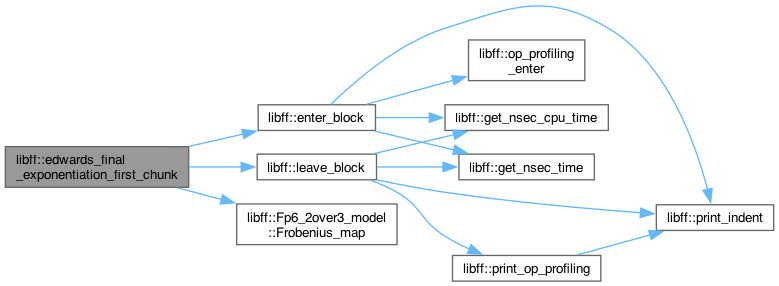 libff::edwards_final
_exponentiation_first_chunk
libff::enter_block
libff::leave_block
libff::Fp6_2over3_model
::Frobenius_map
libff::op_profiling
_enter
libff::get_nsec_cpu_time
libff::get_nsec_time
libff::print_op_profiling
libff::print_indent